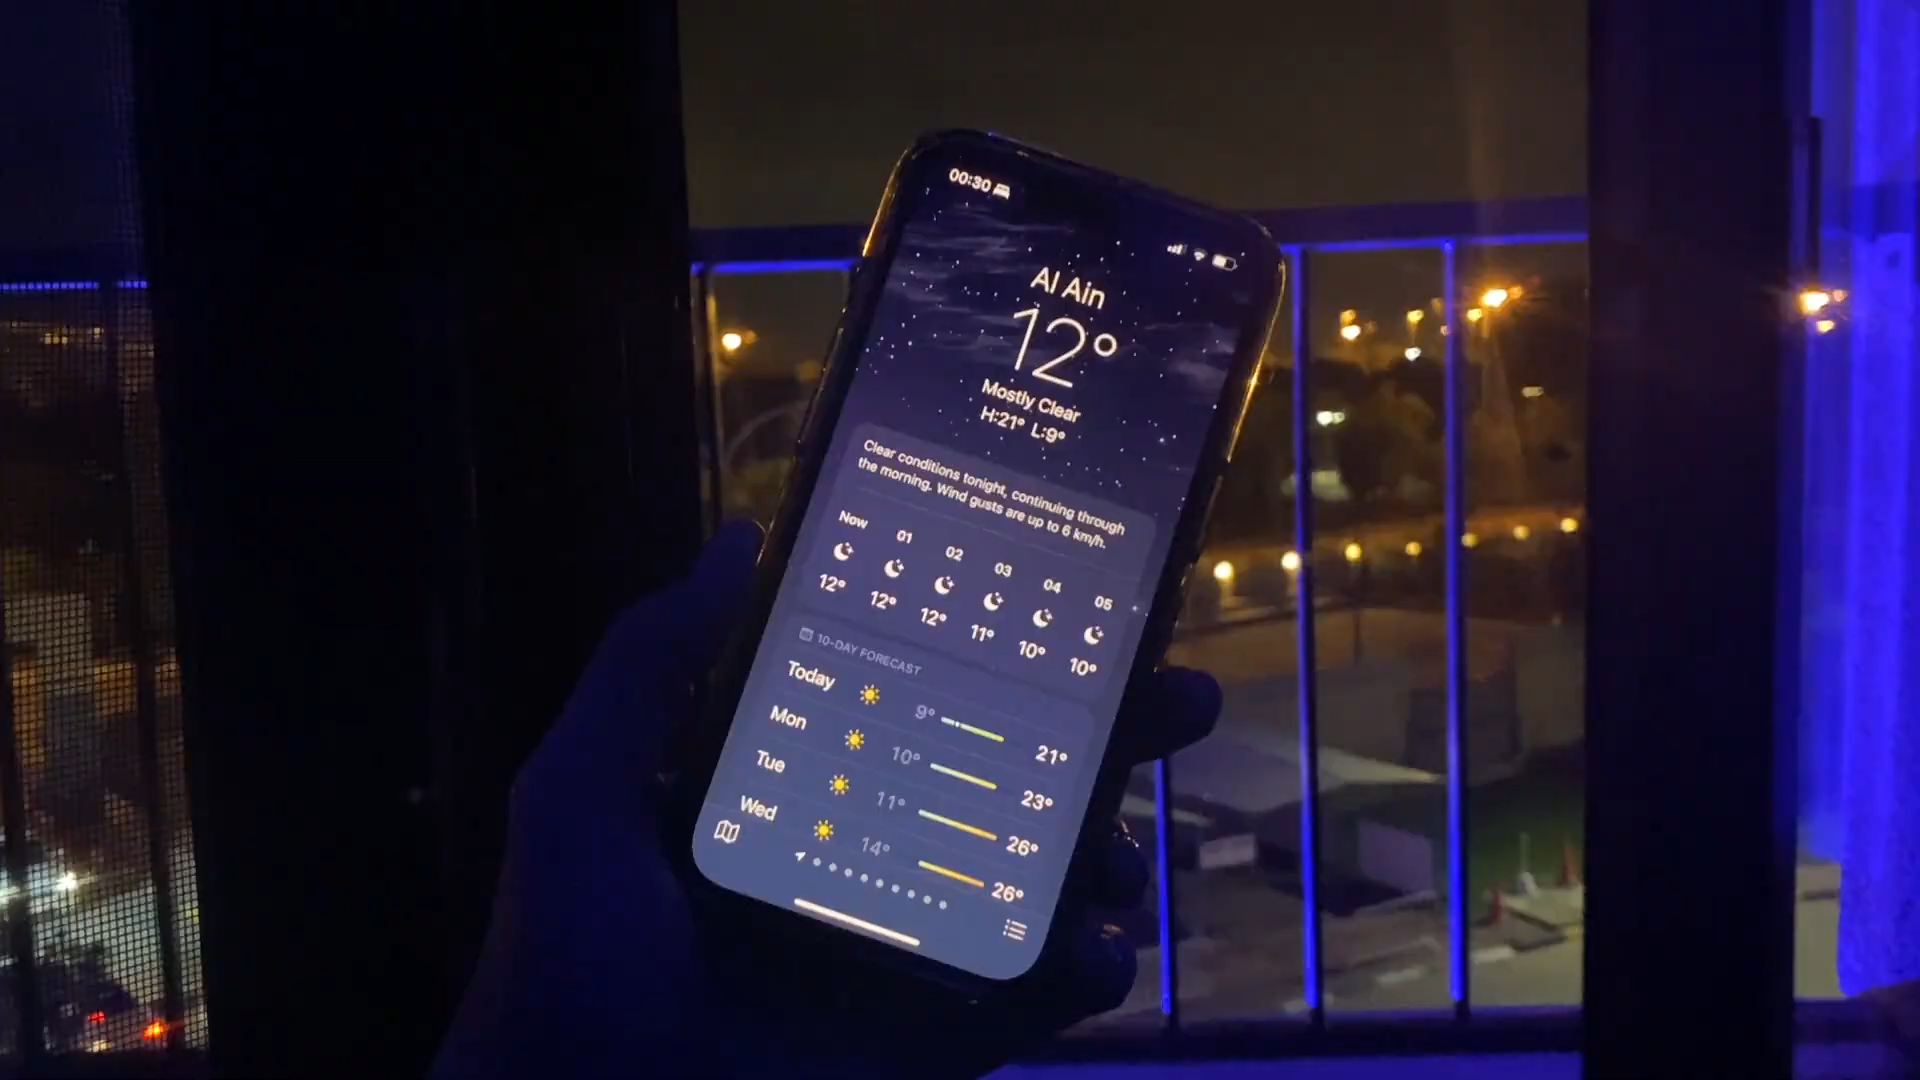 00:30
Al Ain
12°
Mostly Clear
H:21° L:9°
Clear conditions tonight, continuing through
the morning. Wind gusts are up to 6 km/h.
Now 01 02 03 04 05
12° 12° 12° 11° 10° 10°
10-DAY FORECAST
Today 9° 21°
Mon 10° 23°
Tue 11° 26°
Wed 14° 26°